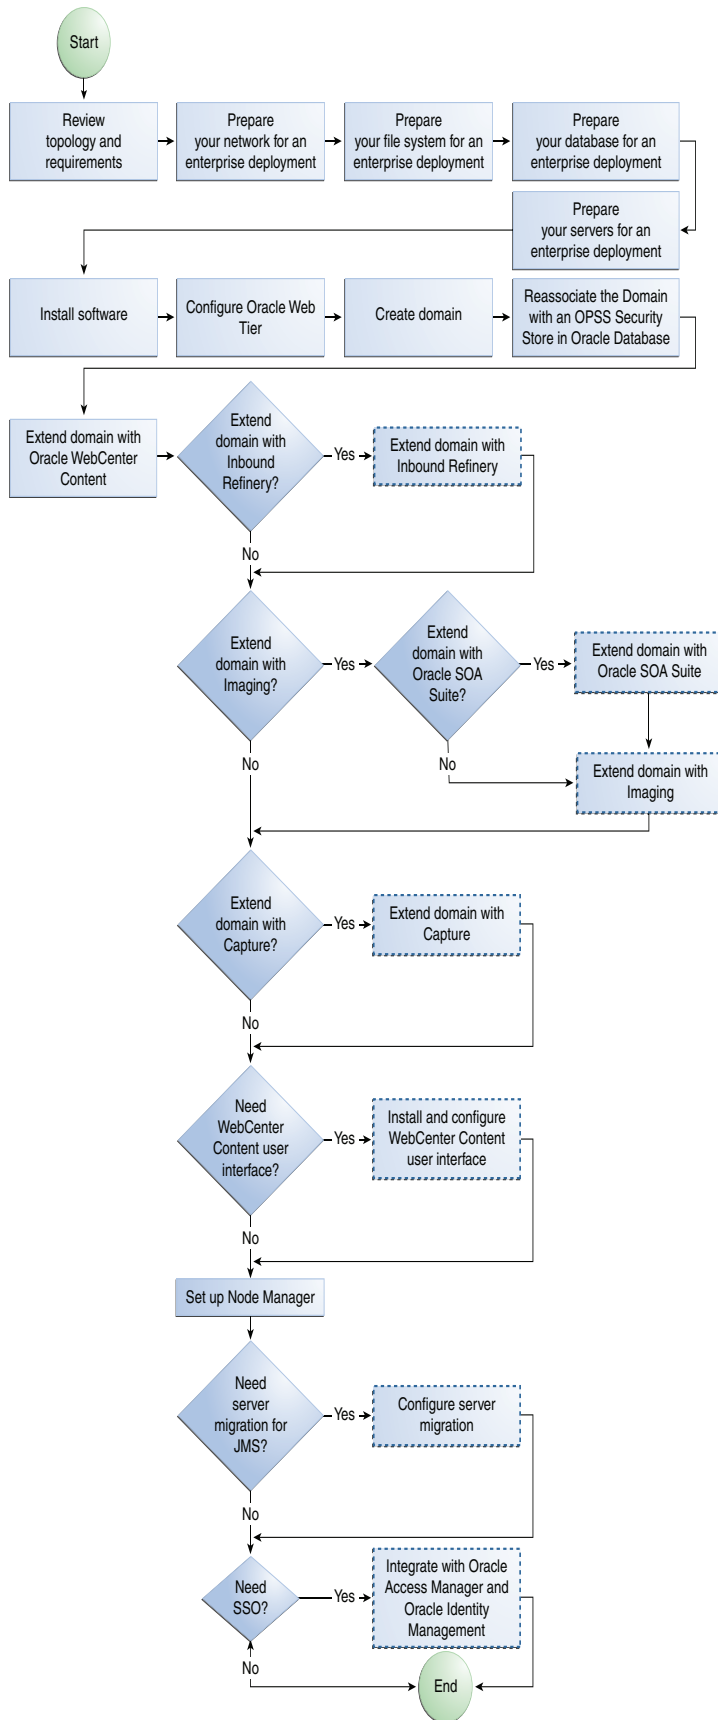 Start
Review
topology and
requirements
Prepare
your network for an
enterprise deployment
Prepare
your file system for an
enterprise deployment
Prepare
your database for an
enterprise deployment
Prepare
your servers for an
enterprise deployment
Install software
Configure Oracle Web
Tier
Create domain
Reassociate the Domain
with an OPSS Security
Store in Oracle Database
Extend domain with
Oracle WebCenter
Content
Extend
domain with
Inbound
Refinery?
Yes
Extend domain with
Inbound Refinery
No
Extend
domain with
Imaging?
Yes
Extend
domain with
Oracle SOA
Suite?
Yes
Extend domain with
Oracle SOA Suite
No
No
Extend domain with
Imaging
Extend
domain with
Capture?
Yes
Extend domain with
Capture
No
Need
WebCenter
Content user
interface?
Yes
Install and configure
WebCenter Content
user interface
No
Set up Node Manager
Need
server
migration for
JMS?
Yes
Configure server
migration
No
Need
SSO?
Yes
Integrate with Oracle
Access Manager and
Oracle Identity
Management
No
End